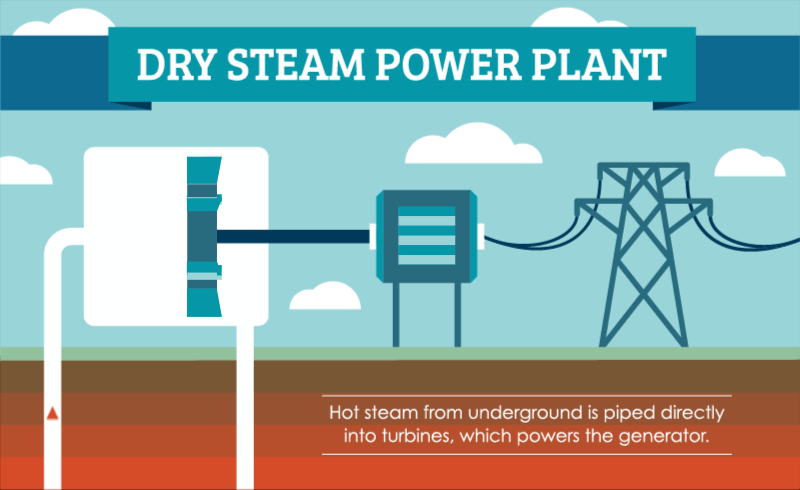 DRY STEAM POWER PLANT
Hot steam from underground is piped directly
into turbines, which powers the generator.